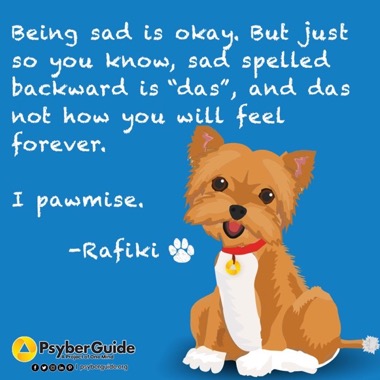 Being sad is okay. But just
so you know, sad spelled
backward is "das", and das
not how you will feel
forever.
I pawmise.
-Rafiki
PsyberGuide
A Project of One Mind
psyberguide.org